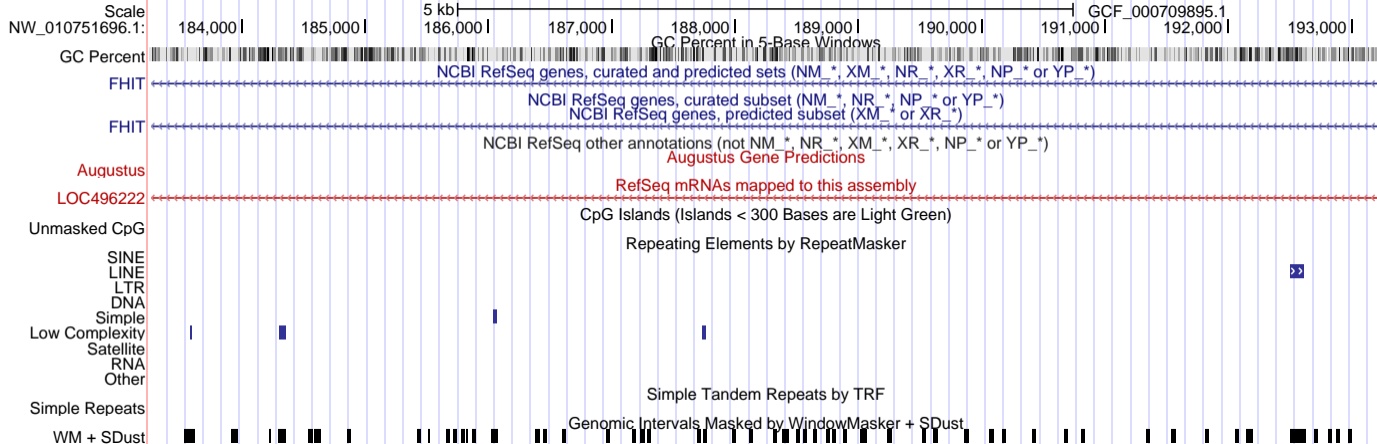 Scale 5 kb GCF_000709895.1
NW_010751696.1: 184,000 185,000 186,000 187,000 188,000 189,000 190,000 191,000 192,000 193,000
GC Percent in 5-Base Windows
GC Percent
NCBI RefSeq genes, curated and predicted sets (NM_*, XM_*, NR_*, XR_*, NP_* or YP_*)
FHIT
NCBI RefSeq genes, curated subset (NM_*, NR_*, NP_* or YP_*)
NCBI RefSeq genes, predicted subset (XM_* or XR_*)
FHIT
NCBI RefSeq other annotations (not NM_*, NR_*, XM_*, XR_*, NP_* or YP_*)
Augustus Gene Predictions
Augustus
RefSeq mRNAs mapped to this assembly
LOC496222
CpG Islands (Islands < 300 Bases are Light Green)
Unmasked CpG
Repeating Elements by RepeatMasker
SINE
LINE
LTR
DNA
Simple
Low Complexity
Satellite
RNA
Other
Simple Tandem Repeats by TRF
Simple Repeats
Genomic Intervals Masked by WindowMasker + SDust
WM + SDust